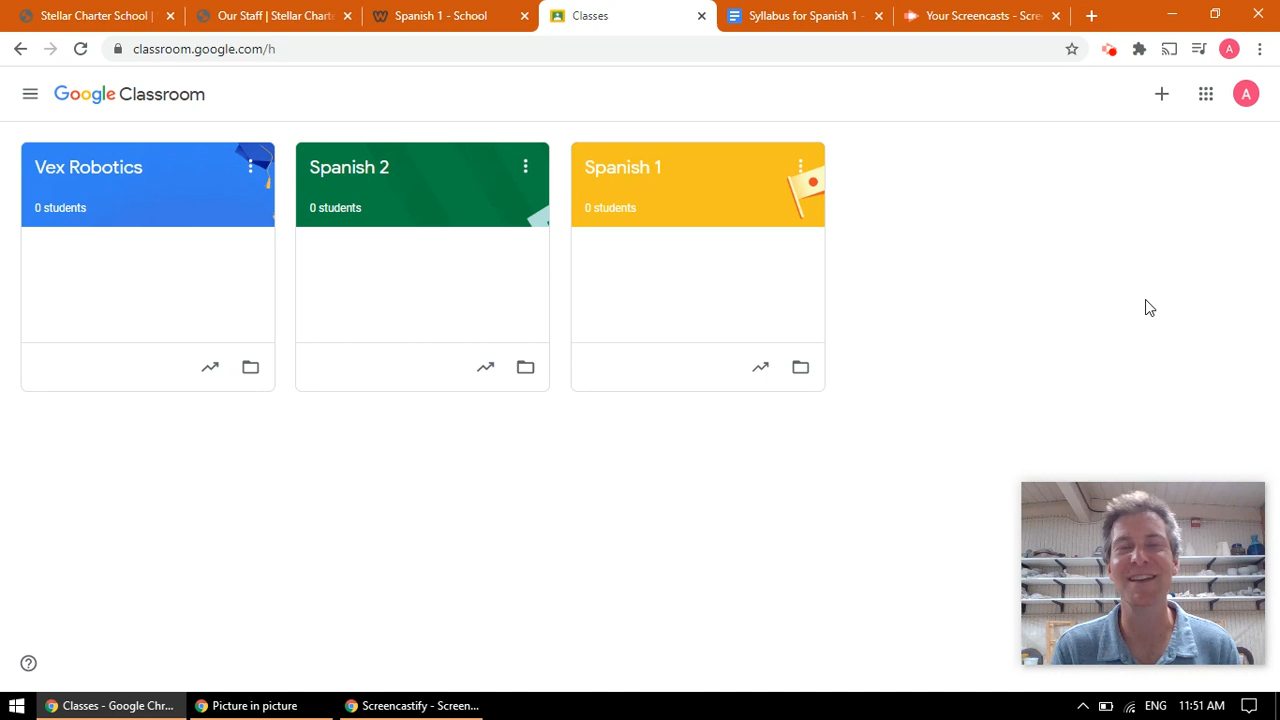 Stellar Charter School |
Our Staff | Stellar Charte
Spanish 1 - School
Classes
Syllabus for Spanish 1 -
Your Screencasts - Scre
classroom.google.com/h
A
Google Classroom
A
Vex Robotics
0 students
Spanish 2
0 students
Spanish 1
0 students
Classes - Google Chr...
Picture in picture
Screencastify - Screen...
ENG
11:51 AM